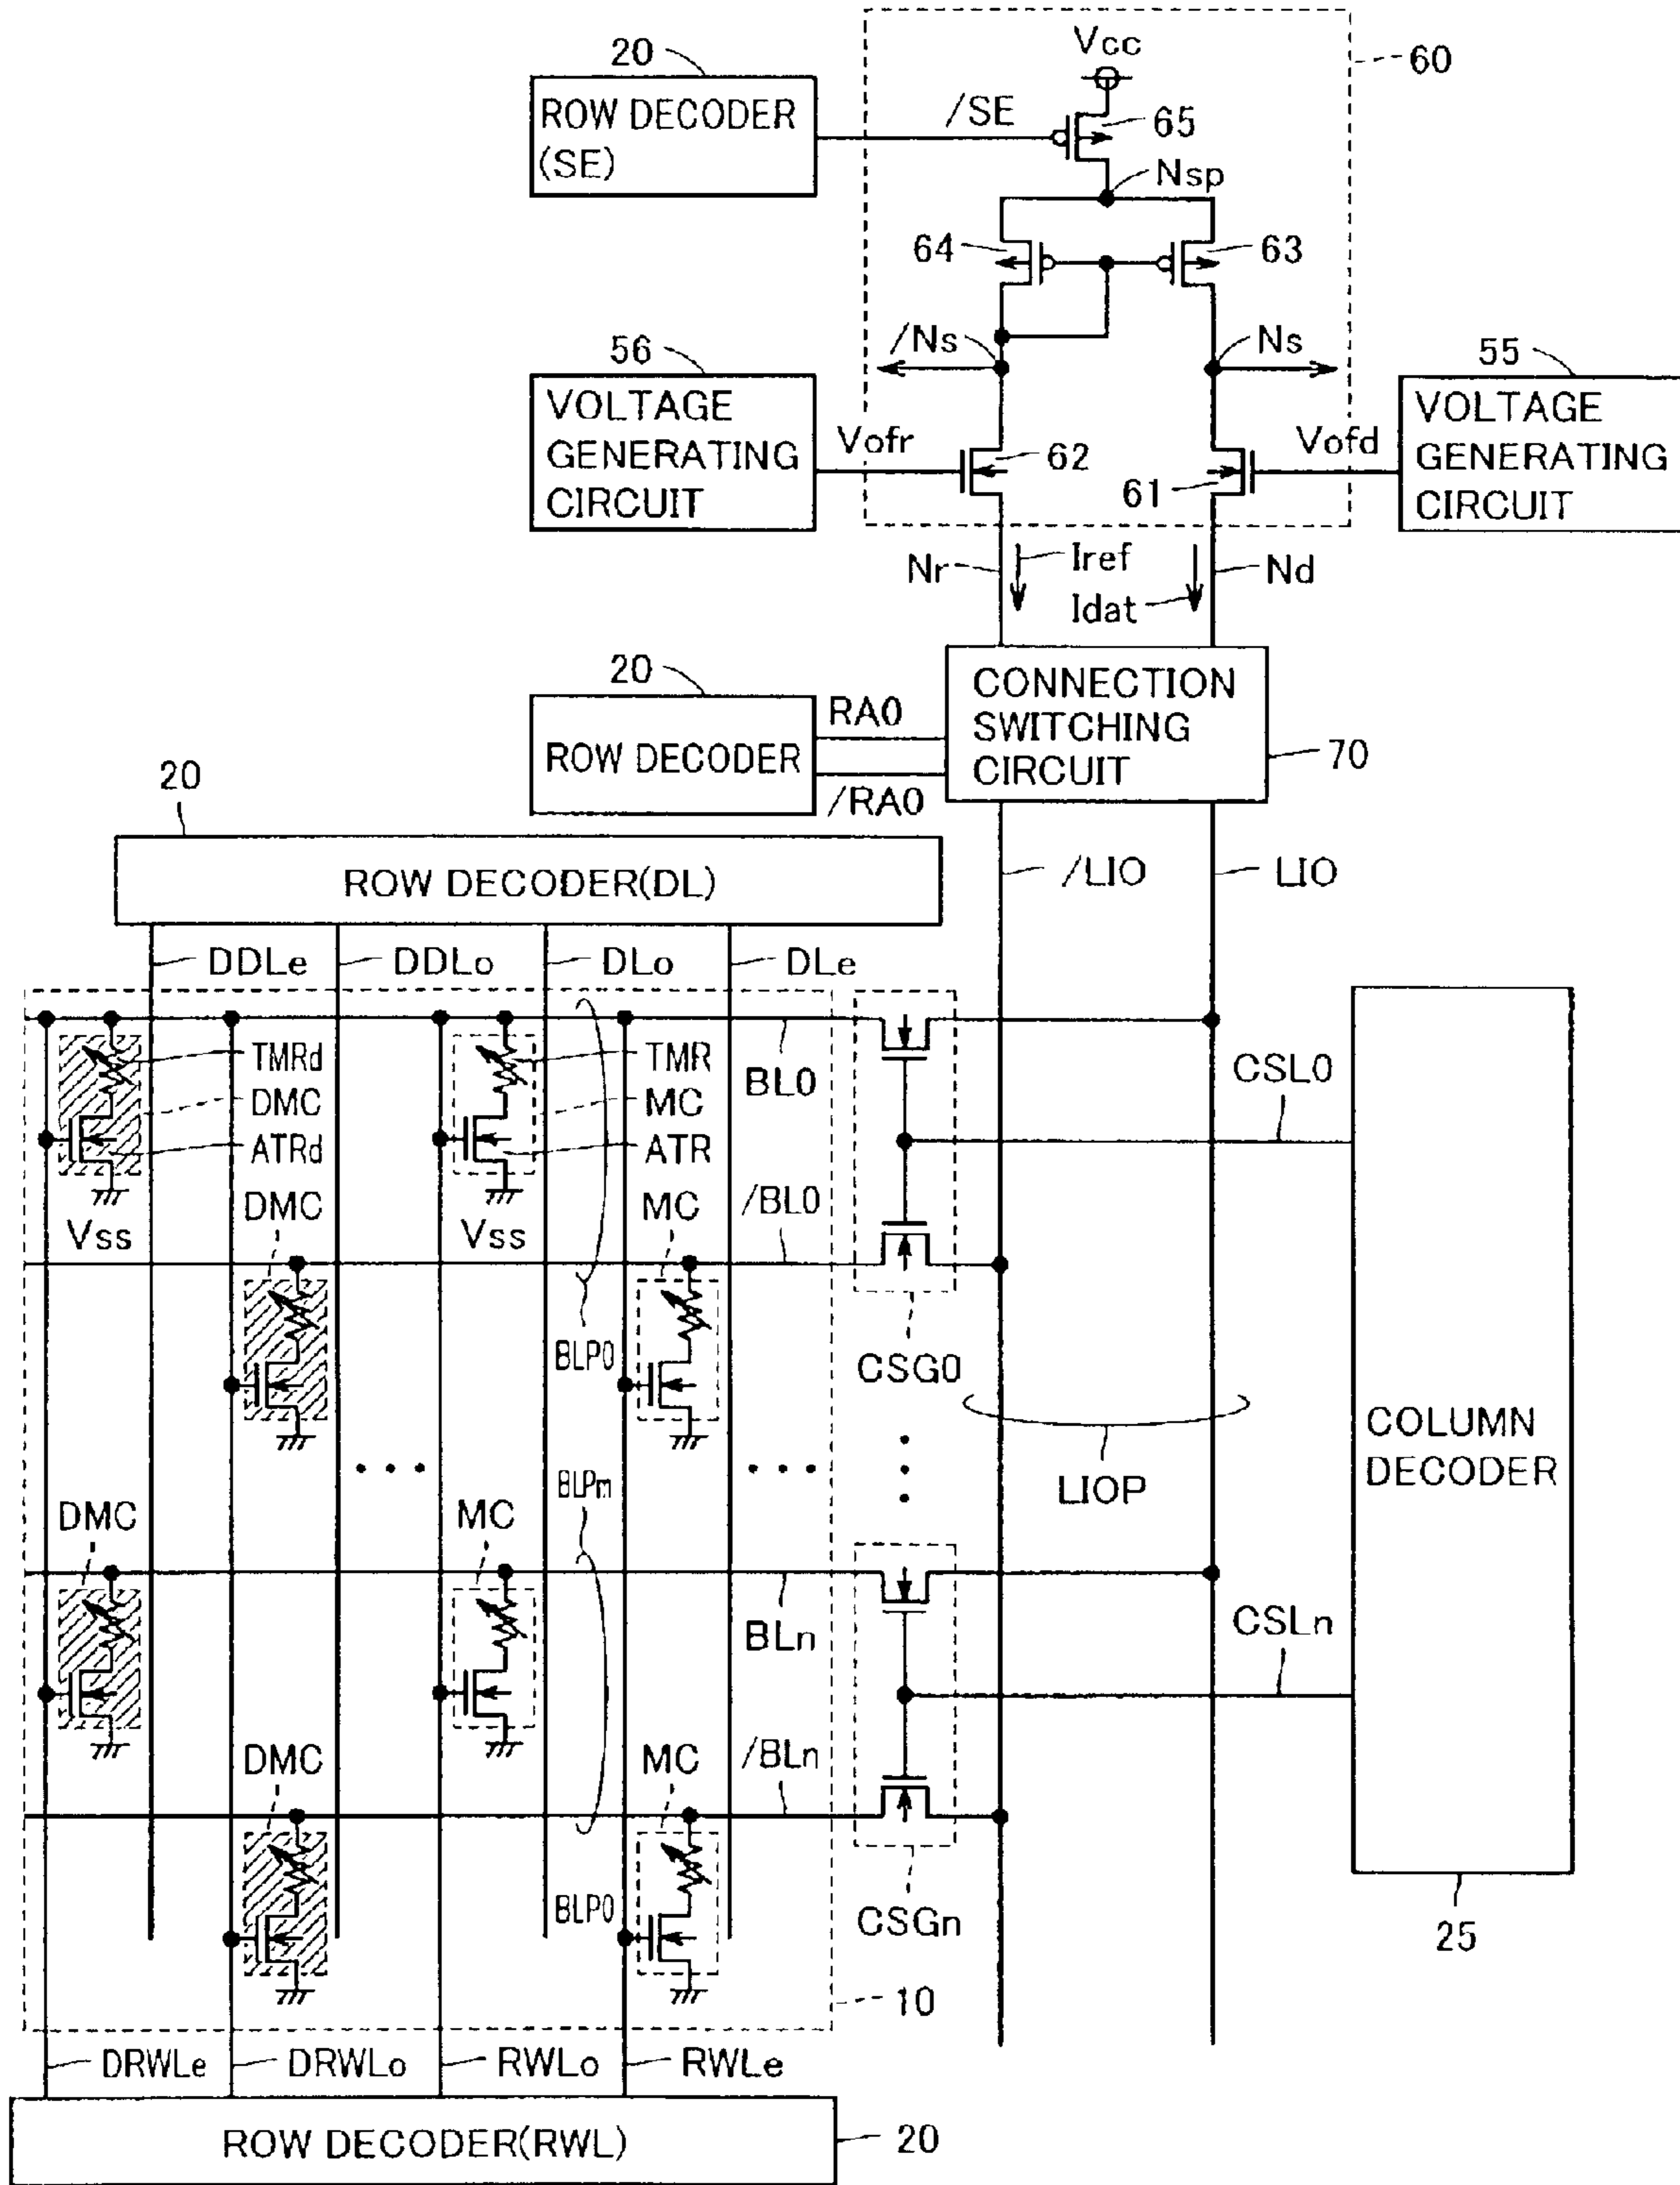 20
Vcc
60
ROW DECODER
(SE)
/SE
65
Nsp
64
63
/Ns
Ns
56
55
VOLTAGE
GENERATING
CIRCUIT
Vofr
62
61
Vofd
VOLTAGE
GENERATING
CIRCUIT
Nr
Iref
Idat
Nd
20
ROW DECODER
RA0
/RA0
CONNECTION
SWITCHING
CIRCUIT
70
20
ROW DECODER(DL)
/LIO
LIO
DDLe
DDLo
DLo
DLe
TMRd
DMC
ATRd
TMR
MC
ATR
BL0
CSL0
Vss
DMC
Vss
MC
/BL0
BLP0
CSG0
COLUMN
DECODER
LIOP
BLPm
DMC
MC
BLn
CSLn
DMC
MC
/BLn
BLP0
CSGn
25
10
DRWLe
DRWLo
RWLo
RWLe
ROW DECODER(RWL)
20